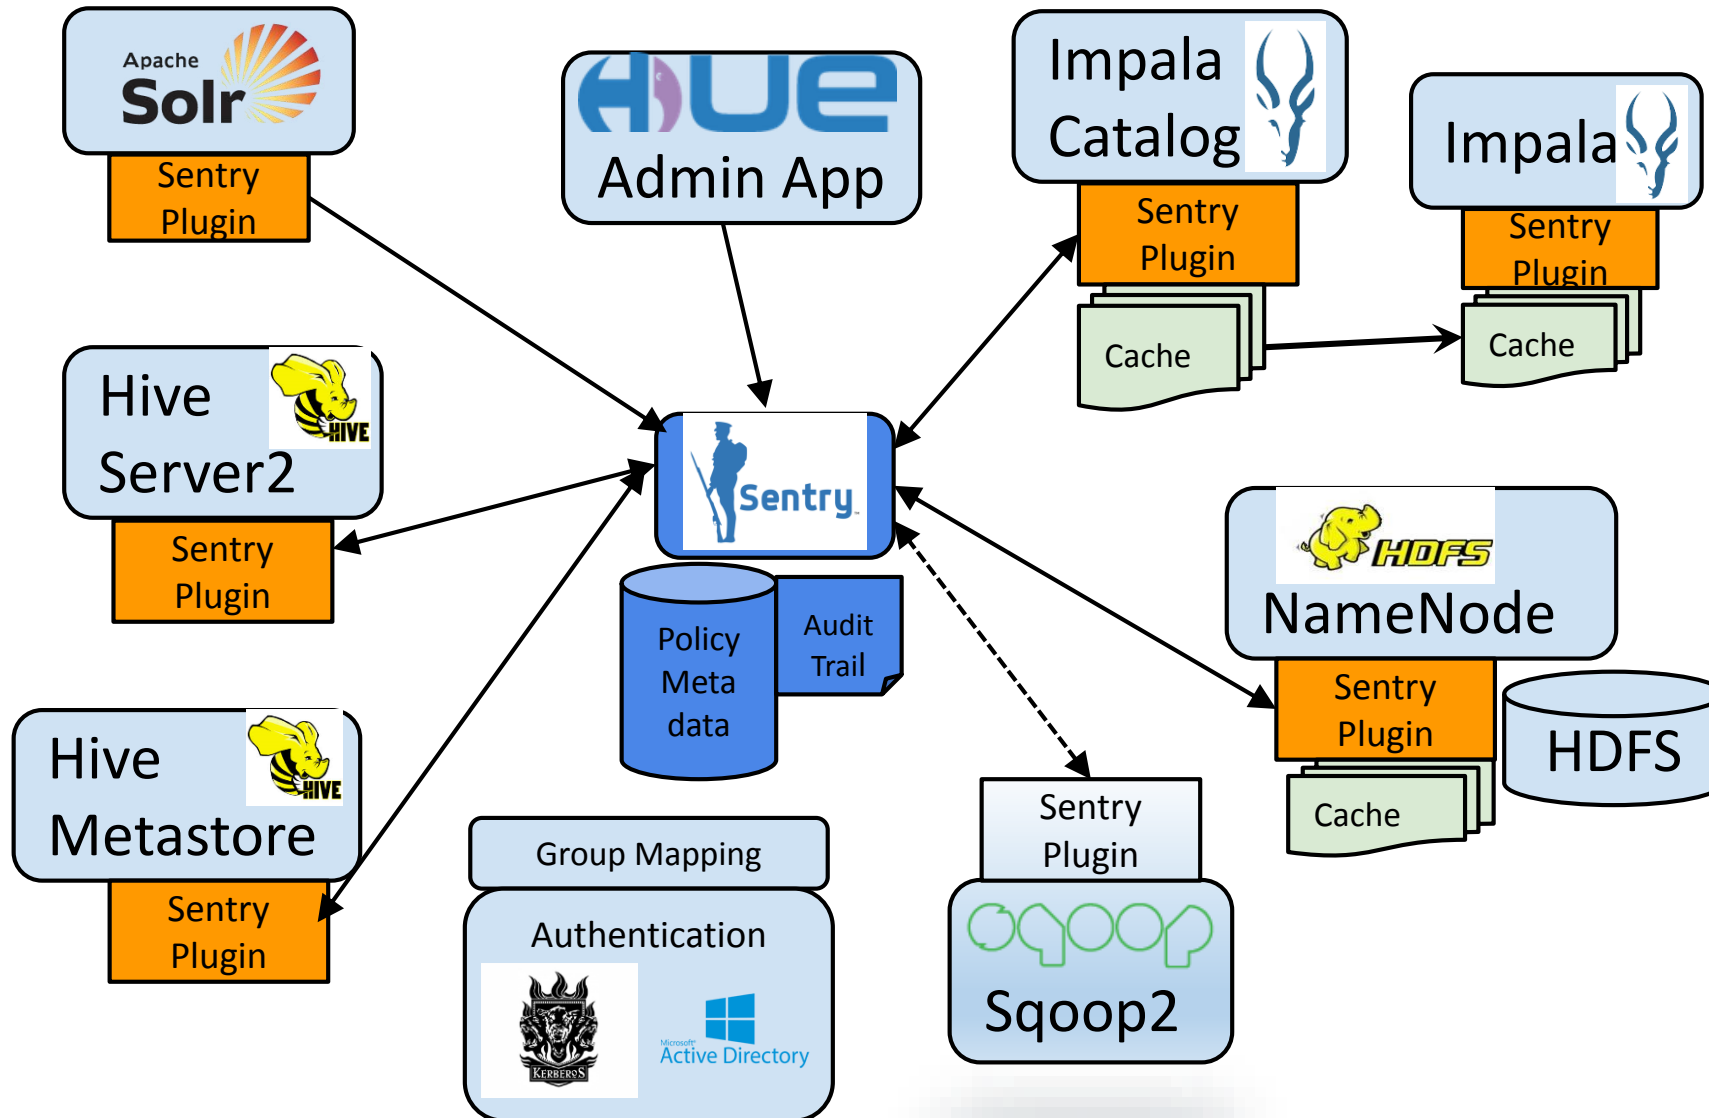 Apache
Solr
Sentry
Plugin
HUE
Admin App
Impala
Catalog
Sentry
Plugin
Cache
Impala
Sentry
Plugin
Cache
Hive
Server2
HIVE
Sentry
Plugin
Sentry
Policy
Meta
data
Audit
Trail
HDFS
NameNode
Sentry
Plugin
Cache
HDFS
Hive
Metastore
HIVE
Sentry
Plugin
Group Mapping
Authentication
KERBEROS
Microsoft
Active Directory
Sentry
Plugin
sqoop
Sqoop2